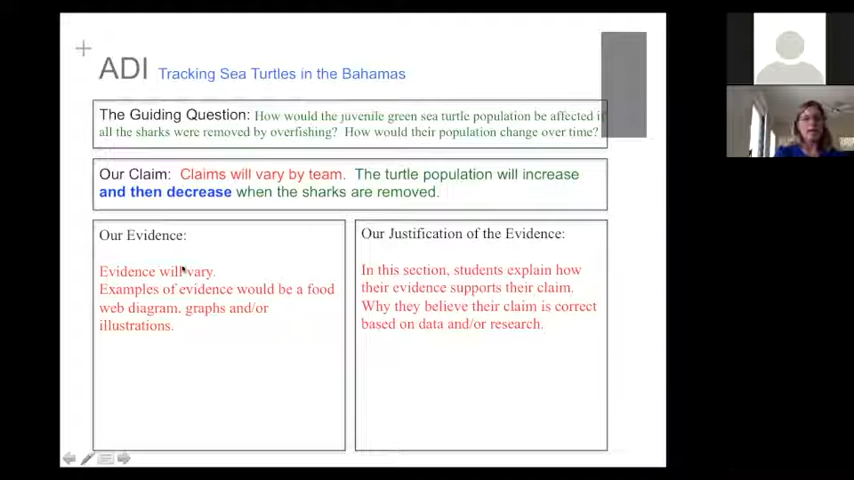 ADI Tracking Sea Turtles in the Bahamas
The Guiding Question: How would the juvenile green sea turtle population be affected if
all the sharks were removed by overfishing? How would their population change over time?
Our Claim: Claims will vary by team. The turtle population will increase
and then decrease when the sharks are removed.
Our Evidence:
Evidence will vary.
Examples of evidence would be a food
web diagram, graphs and/or
illustrations.
Our Justification of the Evidence:
In this section, students explain how
their evidence supports their claim.
Why they believe their claim is correct
based on data and/or research.